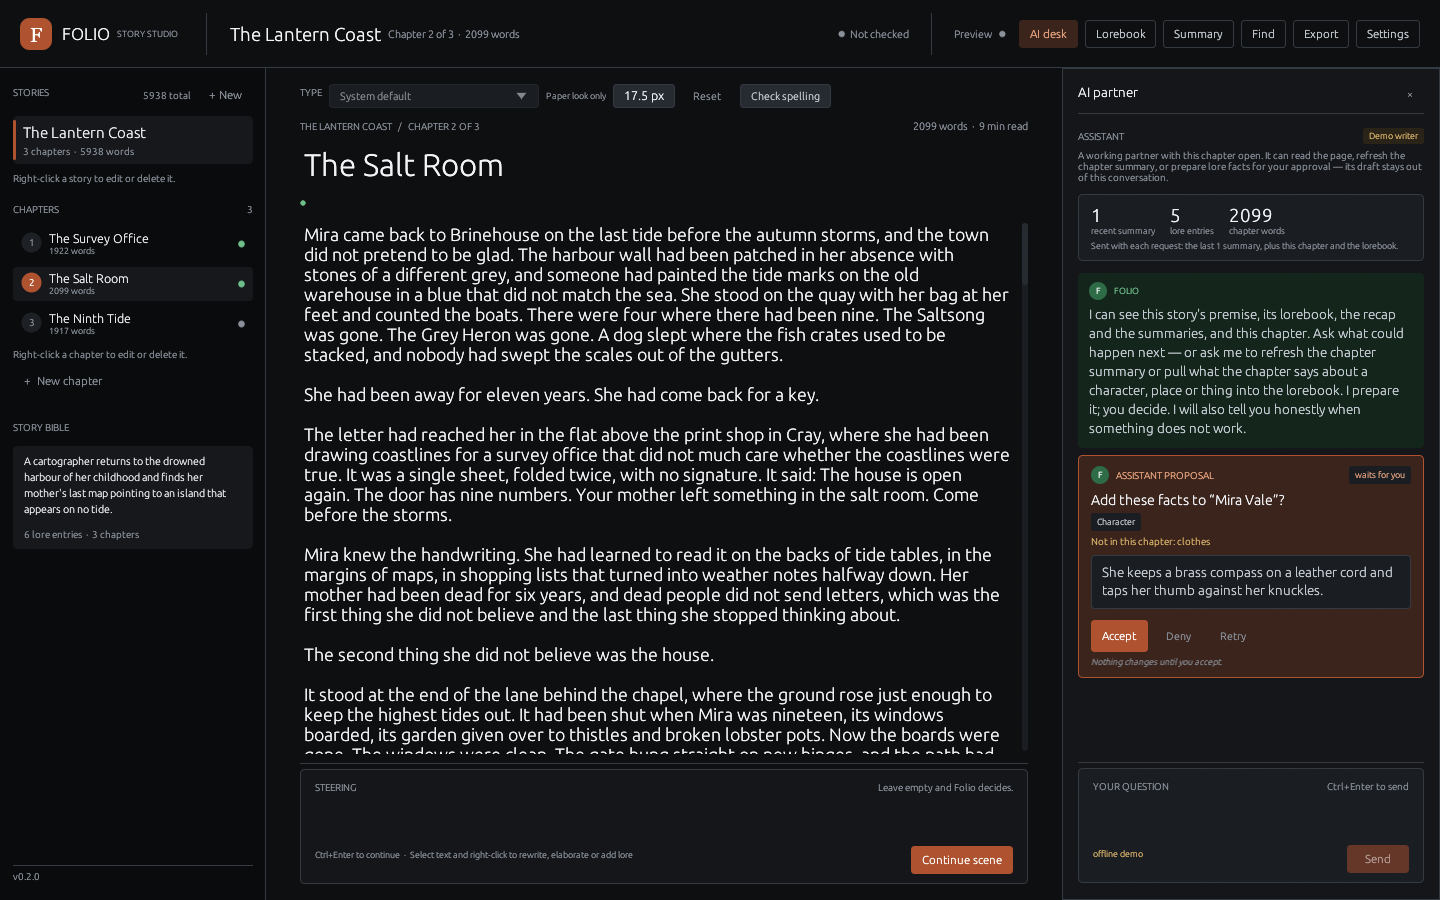 F FOLIO STORY STUDIO
The Lantern Coast Chapter 2 of 3 · 2099 words
Not checked
Preview
AI desk
Lorebook
Summary
Find
Export
Settings
STORIES 5938 total + New
The Lantern Coast
3 chapters · 5938 words
Right-click a story to edit or delete it.
CHAPTERS 3
1 The Survey Office
1922 words
2 The Salt Room
2099 words
3 The Ninth Tide
1917 words
Right-click a chapter to edit or delete it.
+ New chapter
STORY BIBLE
A cartographer returns to the drowned
harbour of her childhood and finds her
mother's last map pointing to an island that
appears on no tide.
6 lore entries · 3 chapters
v0.2.0
TYPE System default Paper look only 17.5 px Reset Check spelling
THE LANTERN COAST / CHAPTER 2 OF 3 2099 words · 9 min read
The Salt Room
Mira came back to Brinehouse on the last tide before the autumn storms, and the town
did not pretend to be glad. The harbour wall had been patched in her absence with
stones of a different grey, and someone had painted the tide marks on the old
warehouse in a blue that did not match the sea. She stood on the quay with her bag at her
feet and counted the boats. There were four where there had been nine. The Saltsong
was gone. The Grey Heron was gone. A dog slept where the fish crates used to be
stacked, and nobody had swept the scales out of the gutters.
She had been away for eleven years. She had come back for a key.
The letter had reached her in the flat above the print shop in Cray, where she had been
drawing coastlines for a survey office that did not much care whether the coastlines were
true. It was a single sheet, folded twice, with no signature. It said: The house is open
again. The door has nine numbers. Your mother left something in the salt room. Come
before the storms.
Mira knew the handwriting. She had learned to read it on the backs of tide tables, in the
margins of maps, in shopping lists that turned into weather notes halfway down. Her
mother had been dead for six years, and dead people did not send letters, which was the
first thing she did not believe and the last thing she stopped thinking about.
The second thing she did not believe was the house.
It stood at the end of the lane behind the chapel, where the ground rose just enough to
keep the highest tides out. It had been shut when Mira was nineteen, its windows
boarded, its garden given over to thistles and broken lobster pots. Now the boards were
gone. The windows were clean. The gate hung straight on new hinges, and the path had
STEERING Leave empty and Folio decides.
Ctrl+Enter to continue · Select text and right-click to rewrite, elaborate or add lore
Continue scene
AI partner ×
ASSISTANT Demo writer
A working partner with this chapter open. It can read the page, refresh the
chapter summary, or prepare lore facts for your approval — its draft stays out
of this conversation.
1 5 2099
recent summary lore entries chapter words
Sent with each request: the last 1 summary, plus this chapter and the lorebook.
F FOLIO
I can see this story's premise, its lorebook, the recap
and the summaries, and this chapter. Ask what could
happen next — or ask me to refresh the chapter
summary or pull what the chapter says about a
character, place or thing into the lorebook. I prepare
it; you decide. I will also tell you honestly when
something does not work.
F ASSISTANT PROPOSAL waits for you
Add these facts to “Mira Vale”?
Character
Not in this chapter: clothes
She keeps a brass compass on a leather cord and
taps her thumb against her knuckles.
Accept Deny Retry
Nothing changes until you accept.
YOUR QUESTION Ctrl+Enter to send
offline demo
Send